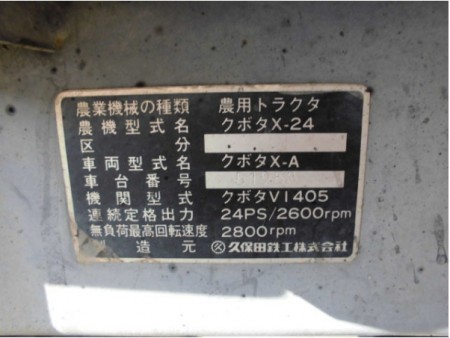 農業機械の種類 農用トラクタ
農機型式名 クボタX-24
区分
車両型式名 クボタX-A
車台番号
機関型式 クボタV1405
連続定格出力 24PS/2600rpm
無負荷最高回転速度 2800rpm
製造元 久保田鉄工株式会社